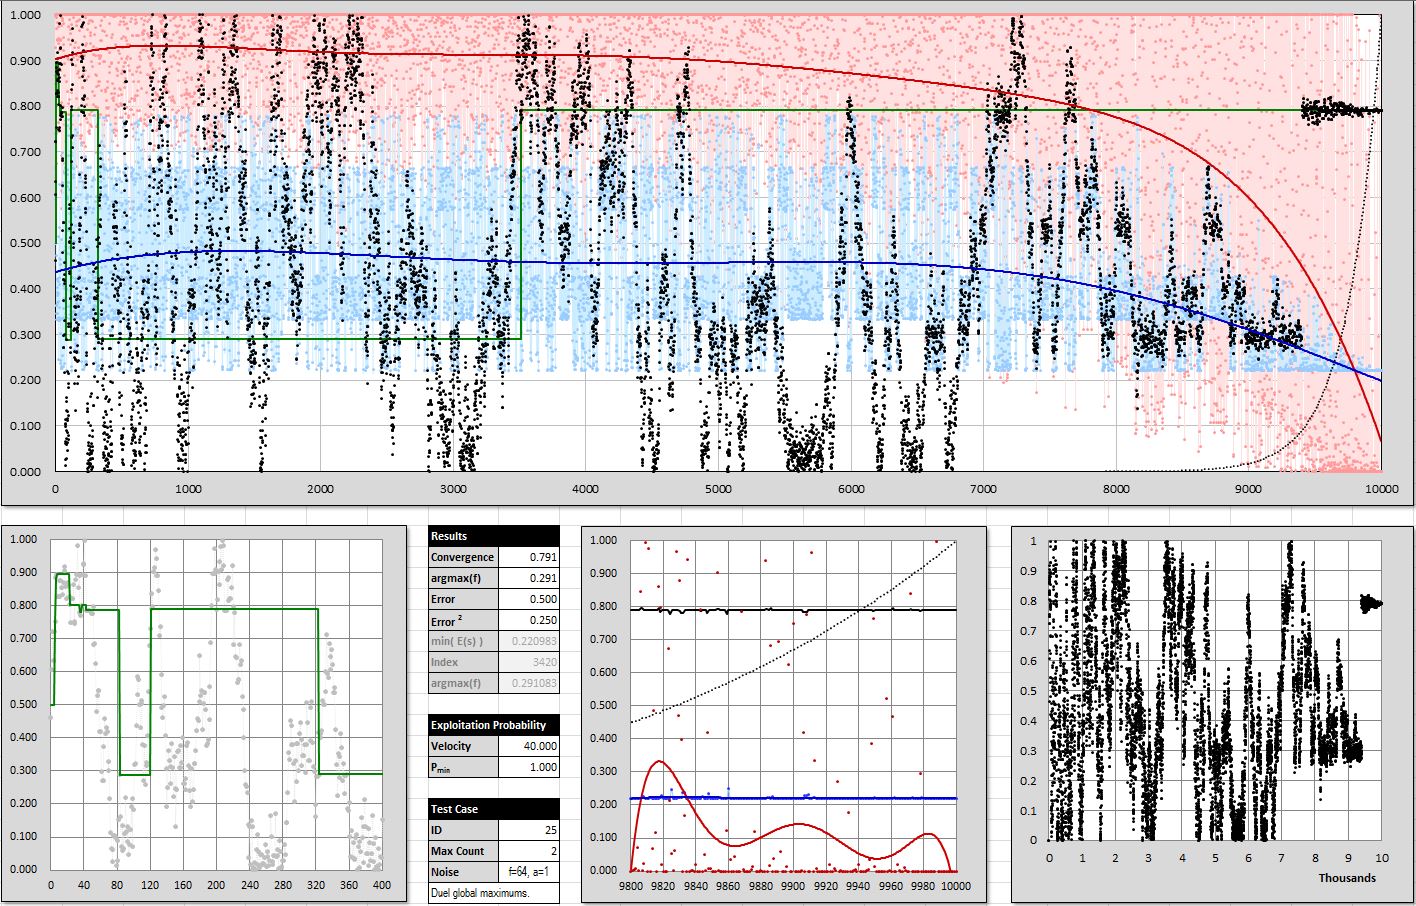 1.000
0.900
0.800
0.700
0.600
0.500
0.400
0.300
0.200
0.100
0.000
0 1000 2000 3000 4000 5000 6000 7000 8000 9000 10000
1.000
0.900
0.800
0.700
0.600
0.500
0.400
0.300
0.200
0.100
0.000
0 40 80 120 160 200 240 280 320 360 400
Results
Convergence 0.791
argmax(f) 0.291
Error 0.500
Error ² 0.250
min( E(s) ) 0.220983
Index 3420
argmax(f) 0.291083
Exploitation Probability
Velocity 40.000
Pmin 1.000
Test Case
ID 25
Max Count 2
Noise f=64, a=1
Duel global maximums.
1.000
0.900
0.800
0.700
0.600
0.500
0.400
0.300
0.200
0.100
0.000
9800 9820 9840 9860 9880 9900 9920 9940 9960 9980 10000
1
0.9
0.8
0.7
0.6
0.5
0.4
0.3
0.2
0.1
0
0 1 2 3 4 5 6 7 8 9 10
Thousands